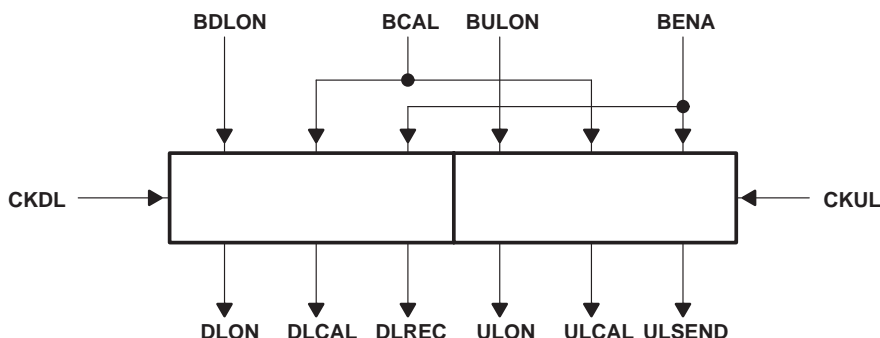 BDLON BCAL BULON BENA
CKDL CKUL
DLON DLCAL DLREC ULON ULCAL ULSEND